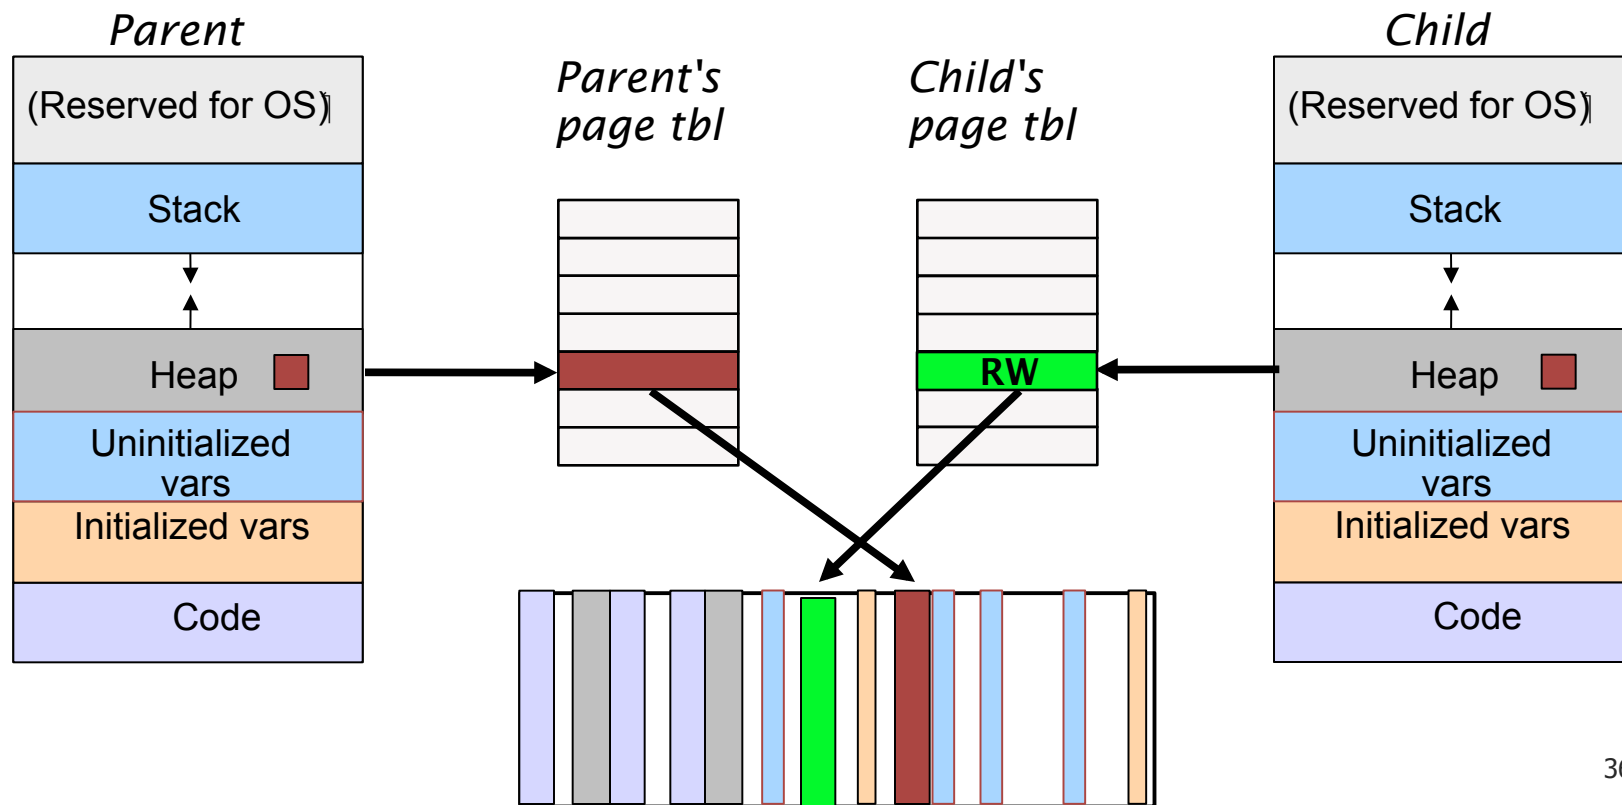 Parent
Child
Parent's
page tbl
Child's
page tbl
(Reserved for OS)
Stack
Heap
Uninitialized
vars
Initialized vars
Code
RW
(Reserved for OS)
Stack
Heap
Uninitialized
vars
Initialized vars
Code